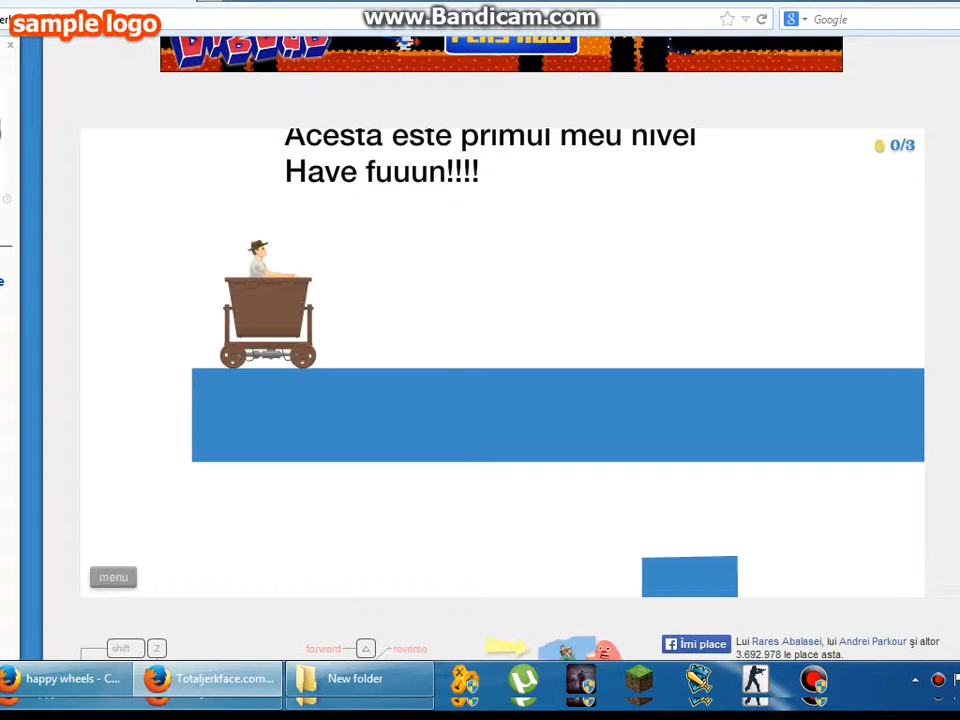 www.Bandicam.com
sample logo
Google
PLAY NOW
Acesta este primul meu nivel
0/3
Have fuuun!!!!
menu
shift Z
forward reverse
Îmi place
Lui Rares Abalasei, lui Andrei Parkour și altor
3.692.978 le place asta.
happy wheels - C...
Totaljerkface.com...
New folder